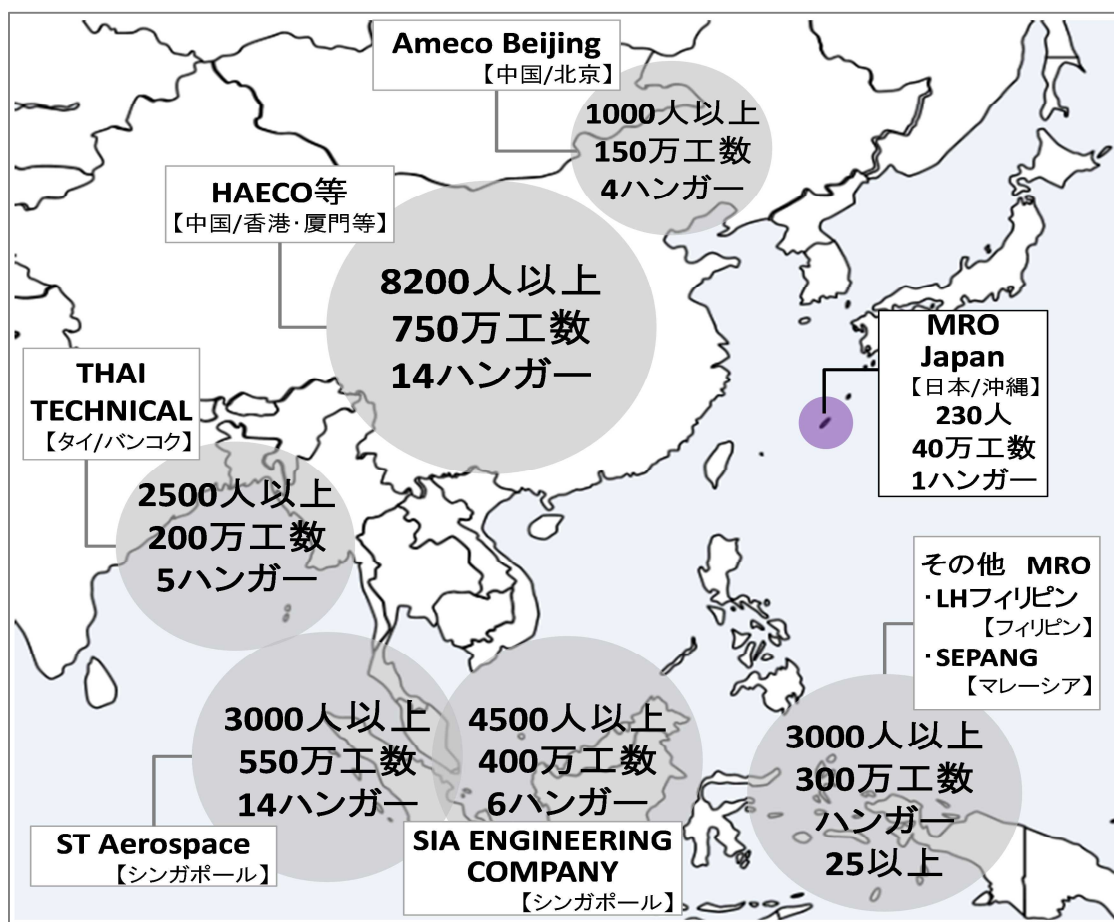 Ameco Beijing
【中国/北京】
1000人以上
150万工数
4ハンガー
HAECO等
【中国/香港・厦門等】
8200人以上
750万工数
14ハンガー
MRO
Japan
【日本/沖縄】
230人
40万工数
1ハンガー
THAI
TECHNICAL
【タイ/バンコク】
2500人以上
200万工数
5ハンガー
その他 MRO
・LHフィリピン
【フィリピン】
・SEPANG
【マレーシア】
3000人以上
300万工数
ハンガー
25以上
3000人以上
550万工数
14ハンガー
ST Aerospace
【シンガポール】
4500人以上
400万工数
6ハンガー
SIA ENGINEERING
COMPANY
【シンガポール】